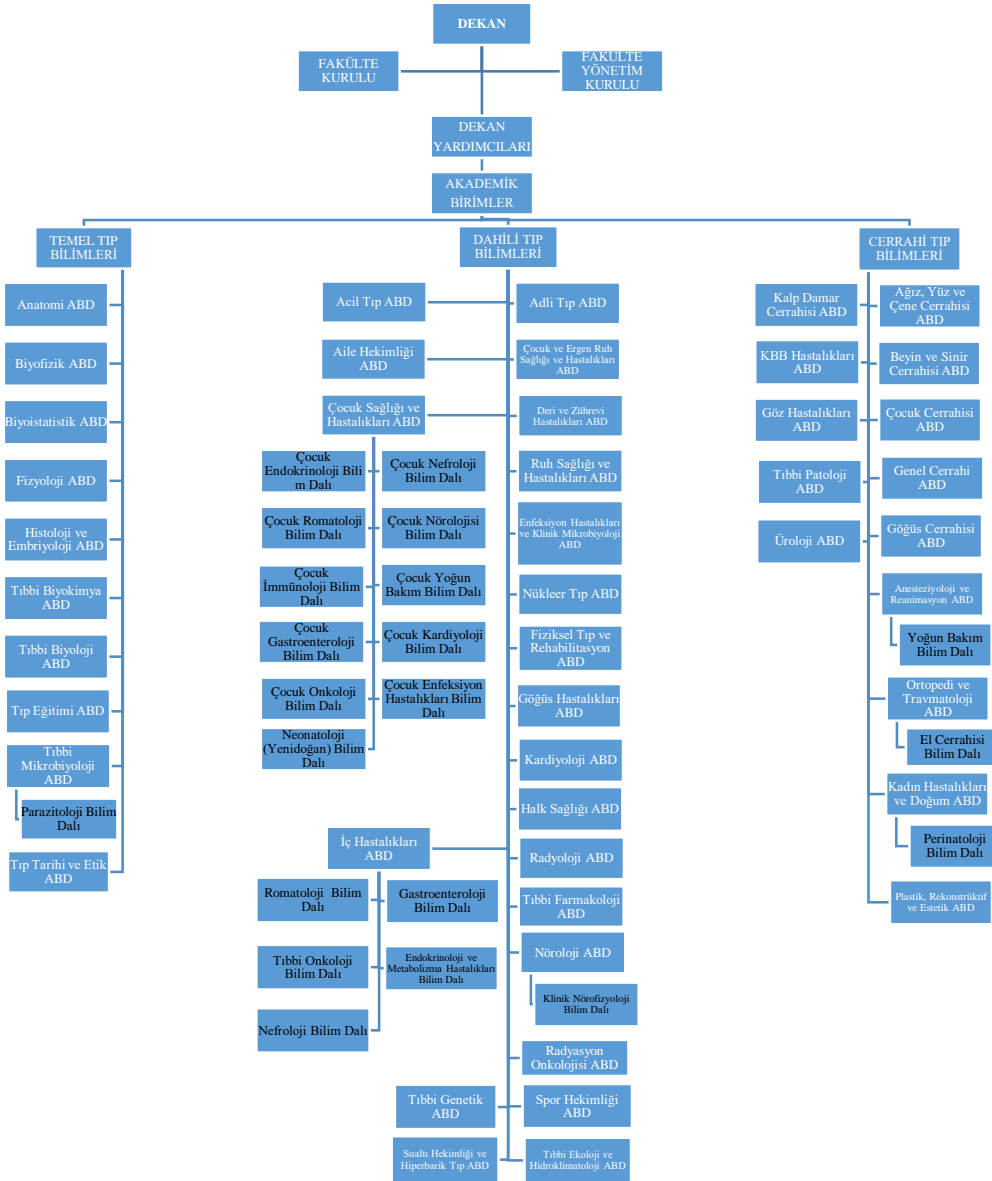 DEKAN
FAKÜLTE
KURULU
FAKÜLTE
YÖNETİM
KURULU
DEKAN
YARDIMCILARI
AKADEMİK
BİRİMLER
TEMEL TIP
BİLİMLERİ
Anatomi ABD
Biyofizik ABD
Biyoistatistik ABD
Fizyoloji ABD
Histoloji ve
Embriyoloji ABD
Tıbbi Biyokimya
ABD
Tıbbi Biyoloji
ABD
Tıp Eğitimi ABD
Tıbbi
Mikrobiyoloji
ABD
Parazitoloji Bilim
Dalı
Tıp Tarihi ve Etik
ABD
DAHİLİ TIP
BİLİMLERİ
Acil Tıp ABD
Adli Tıp ABD
Aile Hekimliği
ABD
Çocuk ve Ergen Ruh
Sağlığı ve Hastalıkları
ABD
Çocuk Sağlığı ve
Hastalıkları ABD
Deri ve Zührevi
Hastalıkları ABD
Çocuk
Endokrinoloji Bili
m Dalı
Çocuk Nefroloji
Bilim Dalı
Çocuk Romatoloji
Bilim Dalı
Çocuk Nörolojisi
Bilim Dalı
Çocuk
İmmünoloji Bilim
Dalı
Çocuk Yoğun
Bakım Bilim Dalı
Çocuk
Gastroenteroloji
Bilim Dalı
Çocuk Kardiyoloji
Bilim Dalı
Çocuk Onkoloji
Bilim Dalı
Çocuk Enfeksiyon
Hastalıkları Bilim
Dalı
Neonatoloji
(Yenidoğan) Bilim
Dalı
Ruh Sağlığı ve
Hastalıkları ABD
Enfeksiyon Hastalıkları
ve Klinik Mikrobiyoloji
ABD
Nükleer Tıp ABD
Fiziksel Tıp ve
Rehabilitasyon
ABD
Göğüs Hastalıkları
ABD
Kardiyoloji ABD
Halk Sağlığı ABD
İç Hastalıkları
ABD
Radyoloji ABD
Romatoloji Bilim
Dalı
Gastroenteroloji
Bilim Dalı
Tıbbi Onkoloji
Bilim Dalı
Endokrinoloji ve
Metabolizma Hastalıkları
Bilim Dalı
Nefroloji Bilim Dalı
Tıbbi Farmakoloji
ABD
Nöroloji ABD
Klinik Nörofizyoloji
Bilim Dalı
Radyasyon
Onkolojisi ABD
Tıbbi Genetik
ABD
Spor Hekimliği
ABD
Sualtı Hekimliği ve
Hiperbarik Tıp ABD
Tıbbi Ekoloji ve
Hidroklimatoloji ABD
CERRAHİ TIP
BİLİMLERİ
Kalp Damar
Cerrahisi ABD
Ağız, Yüz ve
Çene Cerrahisi
ABD
KBB Hastalıkları
ABD
Beyin ve Sinir
Cerrahisi ABD
Göz Hastalıkları
ABD
Çocuk Cerrahisi
ABD
Tıbbi Patoloji
ABD
Genel Cerrahi
ABD
Üroloji ABD
Göğüs Cerrahisi
ABD
Anesteziyoloji ve
Reanimasyon ABD
Yoğun Bakım
Bilim Dalı
Ortopedi ve
Travmatoloji
ABD
El Cerrahisi
Bilim Dalı
Kadın Hastalıkları
ve Doğum ABD
Perinatoloji
Bilim Dalı
Plastik, Rekonstrüktif
ve Estetik ABD